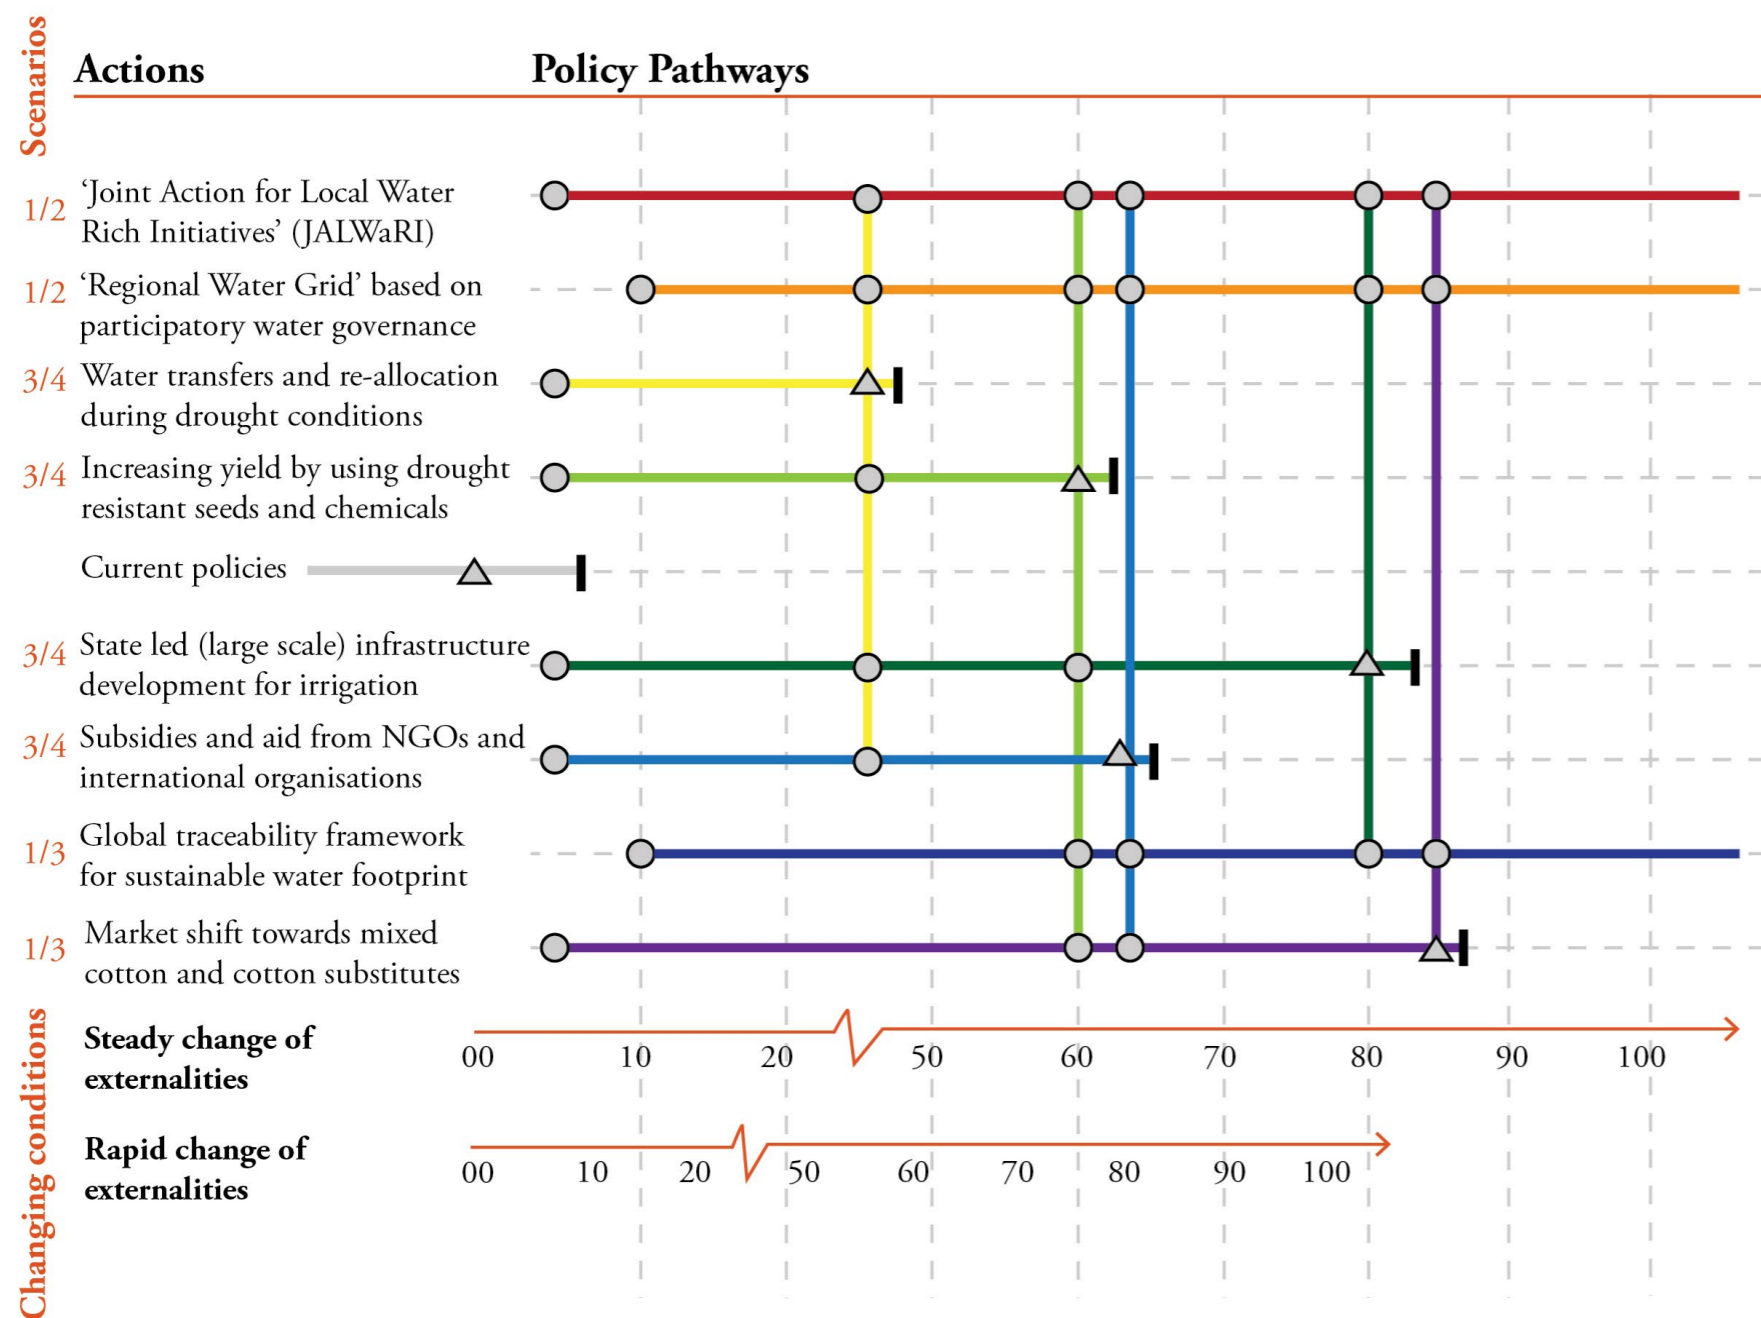 Scenarios
Actions
Policy Pathways
1/2
‘Joint Action for Local Water
Rich Initiatives’ (JALWaRI)
1/2
‘Regional Water Grid’ based on
participatory water governance
3/4
Water transfers and re-allocation
during drought conditions
3/4
Increasing yield by using drought
resistant seeds and chemicals
Current policies
3/4
State led (large scale) infrastructure
development for irrigation
3/4
Subsidies and aid from NGOs and
international organisations
1/3
Global traceability framework
for sustainable water footprint
1/3
Market shift towards mixed
cotton and cotton substitutes
Changing conditions
Steady change of
externalities
00 10 20 50 60 70 80 90 100
Rapid change of
externalities
00 10 20 50 60 70 80 90 100